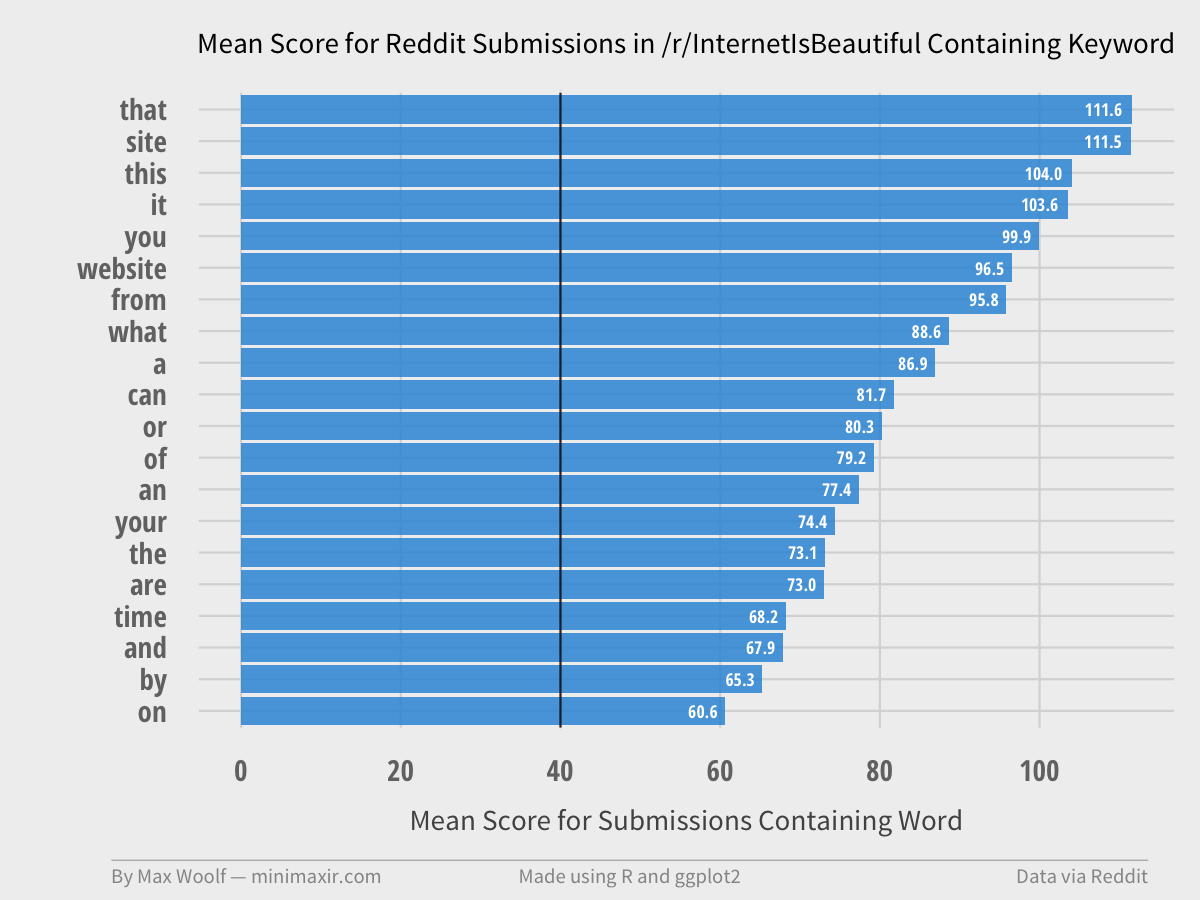 Mean Score for Reddit Submissions in /r/InternetIsBeautiful Containing Keyword
that 111.6
site 111.5
this 104.0
it 103.6
you 99.9
website 96.5
from 95.8
what 88.6
a 86.9
can 81.7
or 80.3
of 79.2
an 77.4
your 74.4
the 73.1
are 73.0
time 68.2
and 67.9
by 65.3
on 60.6
0 20 40 60 80 100
Mean Score for Submissions Containing Word
By Max Woolf — minimaxir.com Made using R and ggplot2 Data via Reddit